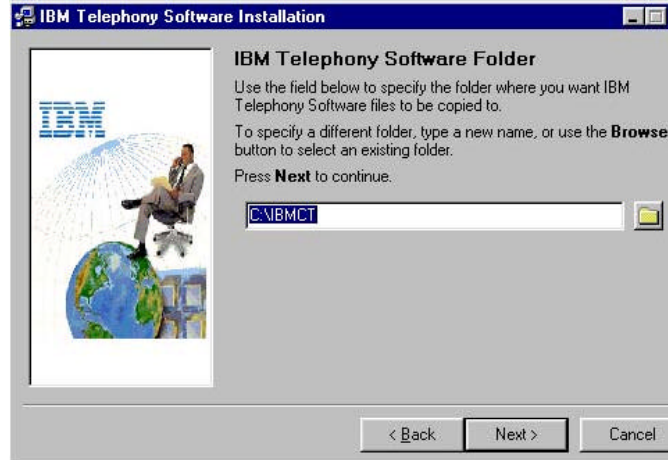 IBM Telephony Software Installation
IBM
IBM Telephony Software Folder
Use the field below to specify the folder where you want IBM
Telephony Software files to be copied to.
To specify a different folder, type a new name, or use the Browse
button to select an existing folder.
Press Next to continue.
C:\IBMCT
< Back
Next >
Cancel